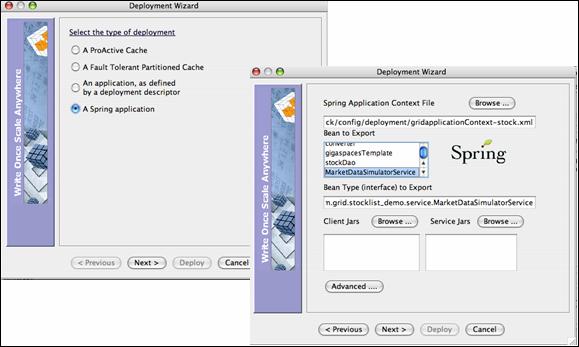 Deployment Wizard
Write Once Scale Anywhere
Select the type of deployment
A ProActive Cache
A Fault Tolerant Partitioned Cache
An application, as defined
by a deployment descriptor
A Spring application
< Previous
Next >
Deploy
Cancel
Deployment Wizard
Write Once Scale Anywhere
Spring Application Context File
Browse ...
ck/config/deployment/gridapplicationContext-stock.xml
Bean to Export
converter
gigaspacesTemplate
stockDao
MarketDataSimulatorService
Spring
Bean Type (interface) to Export
n.grid.stocklist_demo.service.MarketDataSimulatorService
Client Jars
Browse ...
Service Jars
Browse ...
Advanced ....
< Previous
Next >
Deploy
Cancel